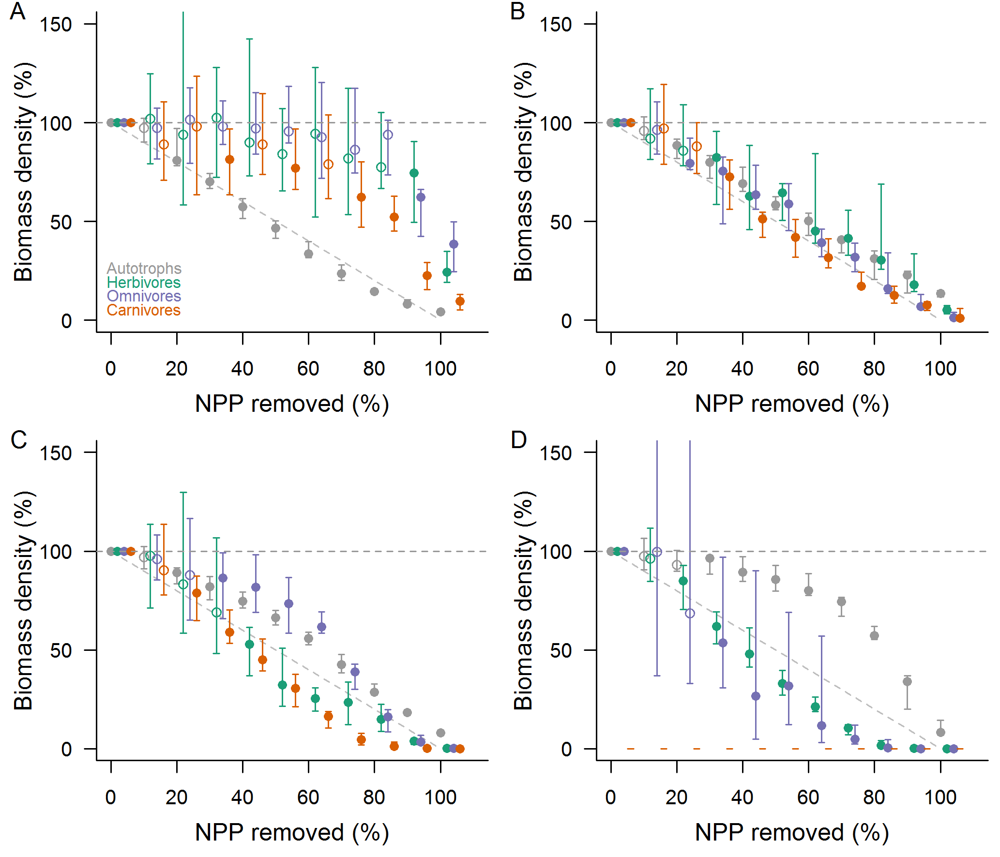 A
B
150
100
50
0
Biomass density (%)
Autotrophs
Herbivores
Omnivores
Carnivores
0 20 40 60 80 100
NPP removed (%)
150
100
50
0
Biomass density (%)
0 20 40 60 80 100
NPP removed (%)
C
D
150
100
50
0
Biomass density (%)
0 20 40 60 80 100
NPP removed (%)
150
100
50
0
Biomass density (%)
0 20 40 60 80 100
NPP removed (%)